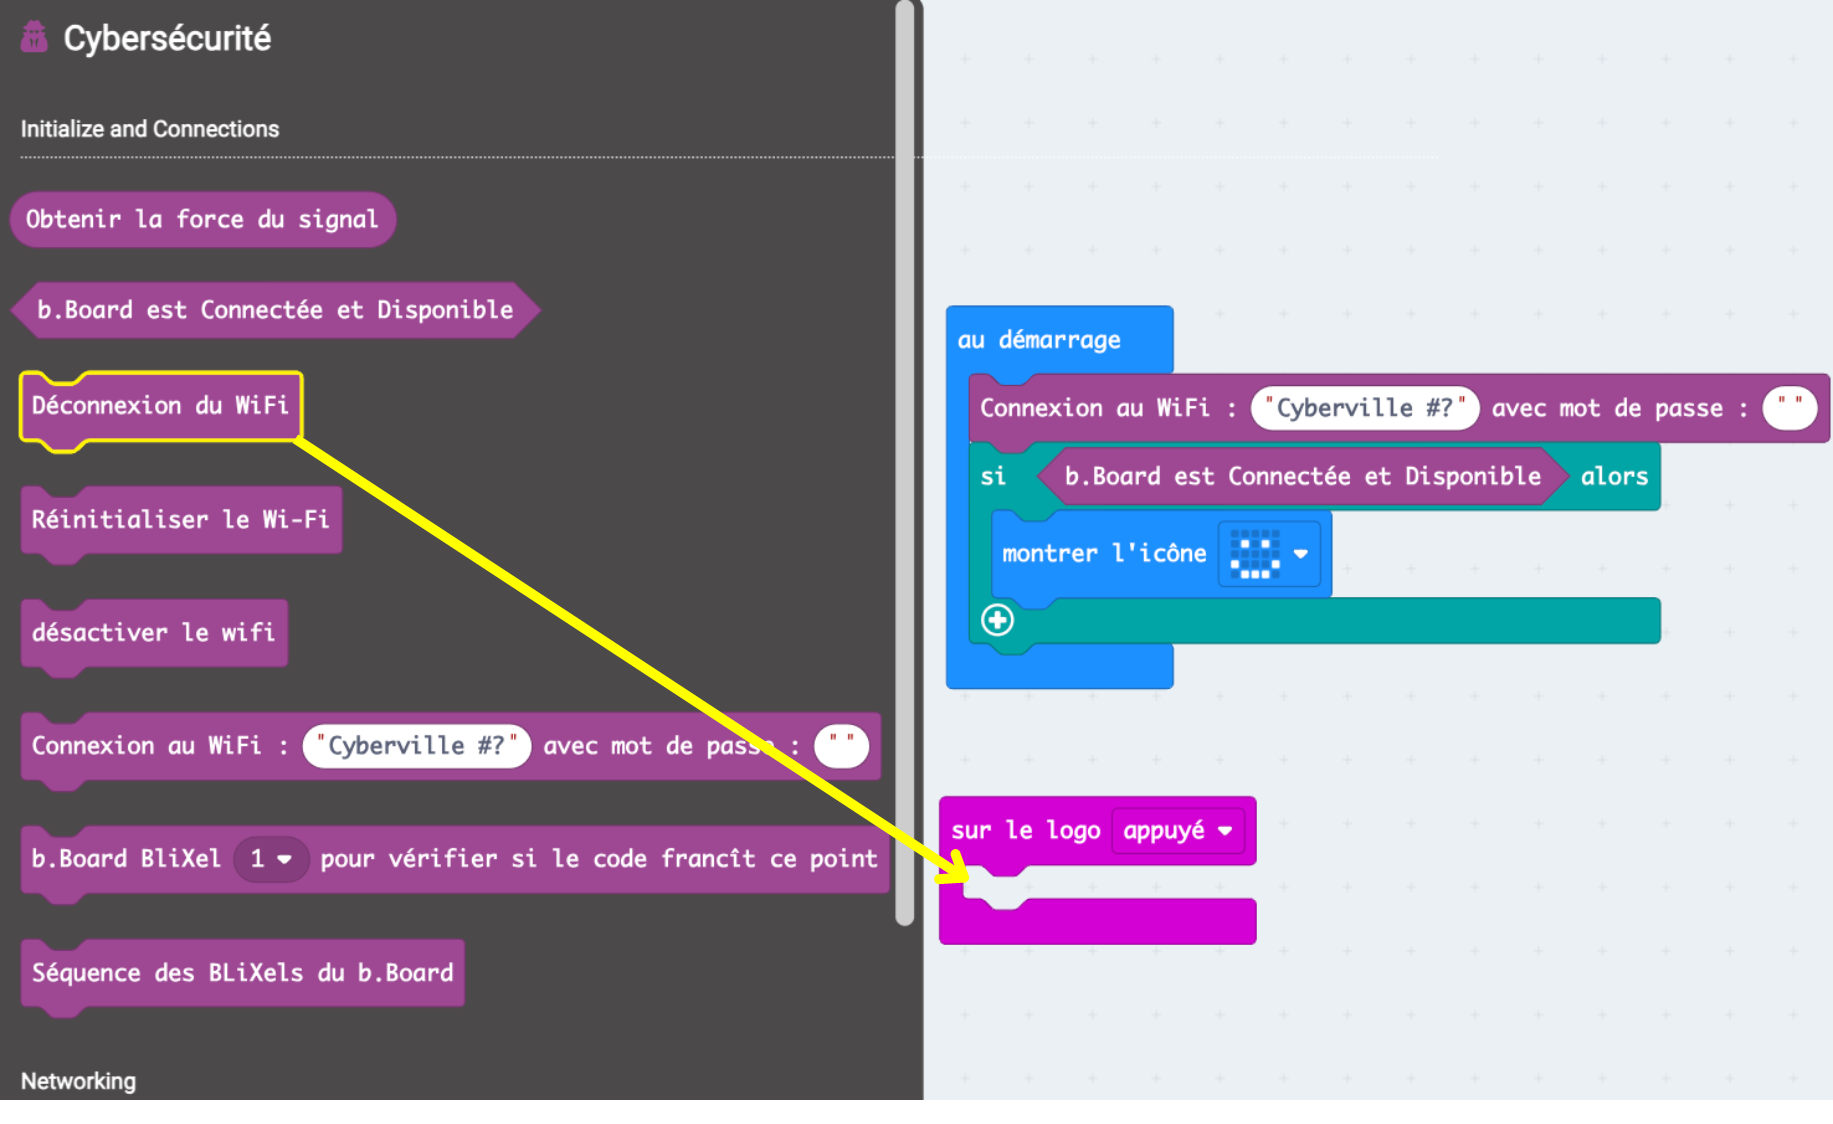 Cybersécurité
Initialize and Connections
Obtenir la force du signal
b.Board est Connectée et Disponible
Déconnexion du WiFi
Réinitialiser le Wi-Fi
désactiver le wifi
Connexion au WiFi : "Cyberville #?" avec mot de passe : " "
b.Board BliXel 1 pour vérifier si le code francît ce point
Séquence des BLiXels du b.Board
Networking
au démarrage
Connexion au WiFi : "Cyberville #?" avec mot de passe : " "
si b.Board est Connectée et Disponible alors
montrer l'icône
sur le logo appuyé